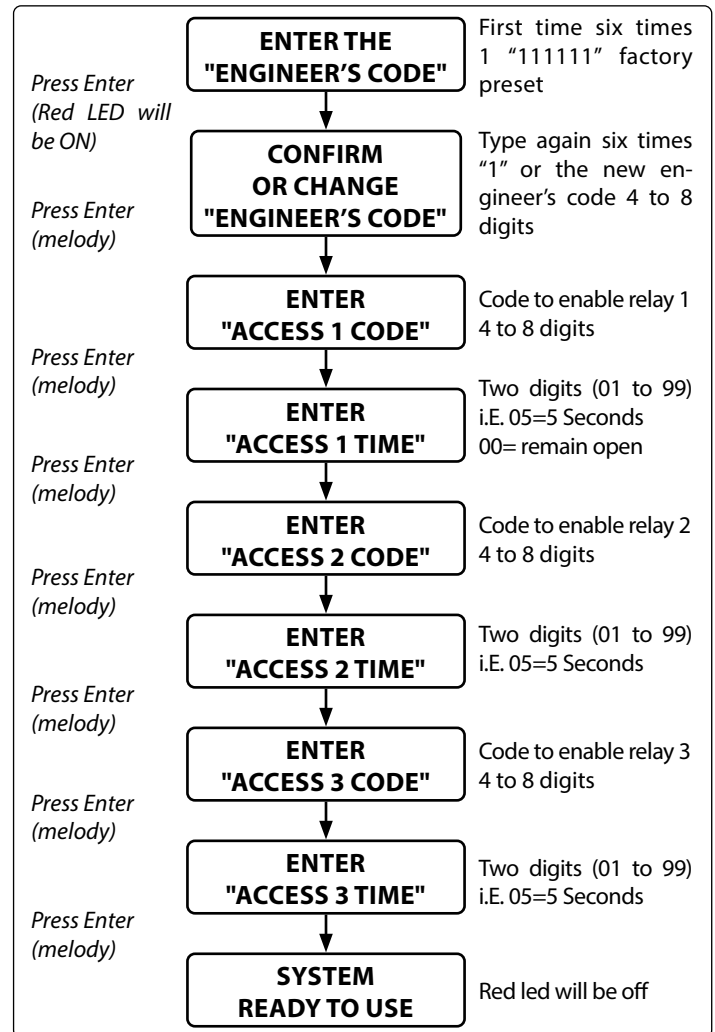 ENTER THE
"ENGINEER'S CODE"
First time six times
1 “111111” factory
preset
Press Enter
(Red LED will
be ON)
CONFIRM
OR CHANGE
"ENGINEER'S CODE"
Type again six times
“1” or the new en-
gineer’s code 4 to 8
digits
Press Enter
(melody)
ENTER
"ACCESS 1 CODE"
Code to enable relay 1
4 to 8 digits
Press Enter
(melody)
ENTER
"ACCESS 1 TIME"
Two digits (01 to 99)
i.E. 05=5 Seconds
00= remain open
Press Enter
(melody)
ENTER
"ACCESS 2 CODE"
Code to enable relay 2
4 to 8 digits
Press Enter
(melody)
ENTER
"ACCESS 2 TIME"
Two digits (01 to 99)
i.E. 05=5 Seconds
Press Enter
(melody)
ENTER
"ACCESS 3 CODE"
Code to enable relay 3
4 to 8 digits
Press Enter
(melody)
ENTER
"ACCESS 3 TIME"
Two digits (01 to 99)
i.E. 05=5 Seconds
Press Enter
(melody)
SYSTEM
READY TO USE
Red led will be off